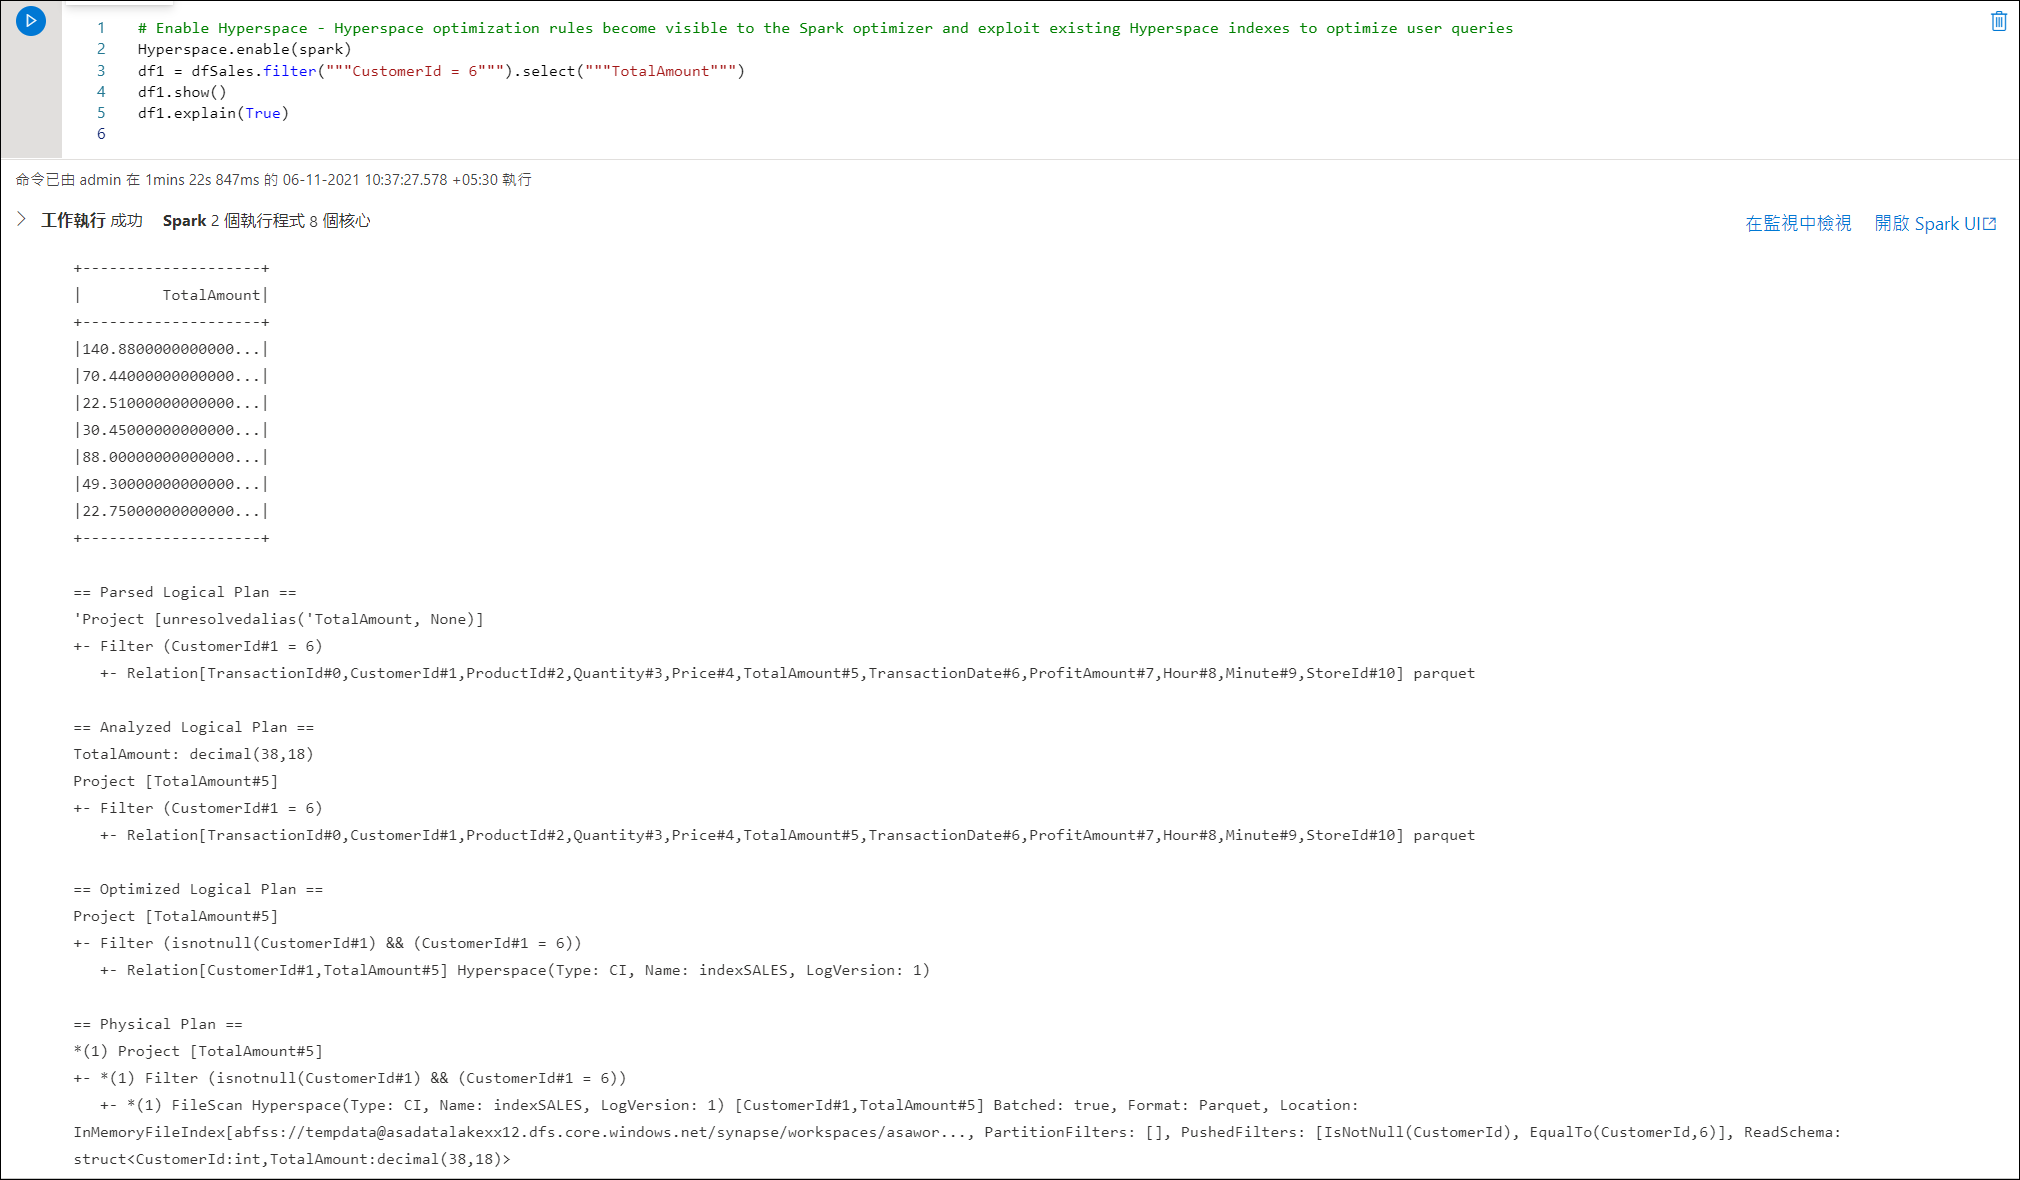 1 # Enable Hyperspace - Hyperspace optimization rules become visible to the Spark optimizer and exploit existing Hyperspace indexes to optimize user queries
2 Hyperspace.enable(spark)
3 df1 = dfSales.filter("""CustomerId = 6""").select("""TotalAmount""")
4 df1.show()
5 df1.explain(True)
6
命令已由 admin 在 1mins 22s 847ms 的 06-11-2021 10:37:27.578 +05:30 執行
工作執行 成功 Spark 2 個執行程式 8 個核心 在監視中檢視 開啟 Spark UI
+--------------------+
|         TotalAmount|
+--------------------+
|140.8800000000000...|
|70.44000000000000...|
|22.51000000000000...|
|30.45000000000000...|
|88.00000000000000...|
|49.30000000000000...|
|22.75000000000000...|
+--------------------+
== Parsed Logical Plan ==
'Project [unresolvedalias('TotalAmount, None)]
+- Filter (CustomerId#1 = 6)
   +- Relation[TransactionId#0,CustomerId#1,ProductId#2,Quantity#3,Price#4,TotalAmount#5,TransactionDate#6,ProfitAmount#7,Hour#8,Minute#9,StoreId#10] parquet
== Analyzed Logical Plan ==
TotalAmount: decimal(38,18)
Project [TotalAmount#5]
+- Filter (CustomerId#1 = 6)
   +- Relation[TransactionId#0,CustomerId#1,ProductId#2,Quantity#3,Price#4,TotalAmount#5,TransactionDate#6,ProfitAmount#7,Hour#8,Minute#9,StoreId#10] parquet
== Optimized Logical Plan ==
Project [TotalAmount#5]
+- Filter (isnotnull(CustomerId#1) && (CustomerId#1 = 6))
   +- Relation[CustomerId#1,TotalAmount#5] Hyperspace(Type: CI, Name: indexSALES, LogVersion: 1)
== Physical Plan ==
*(1) Project [TotalAmount#5]
+- *(1) Filter (isnotnull(CustomerId#1) && (CustomerId#1 = 6))
   +- *(1) FileScan Hyperspace(Type: CI, Name: indexSALES, LogVersion: 1) [CustomerId#1,TotalAmount#5] Batched: true, Format: Parquet, Location:
InMemoryFileIndex[abfss://tempdata@asadatalakexx12.dfs.core.windows.net/synapse/workspaces/asawor..., PartitionFilters: [], PushedFilters: [IsNotNull(CustomerId), EqualTo(CustomerId,6)], ReadSchema:
struct<CustomerId:int,TotalAmount:decimal(38,18)>